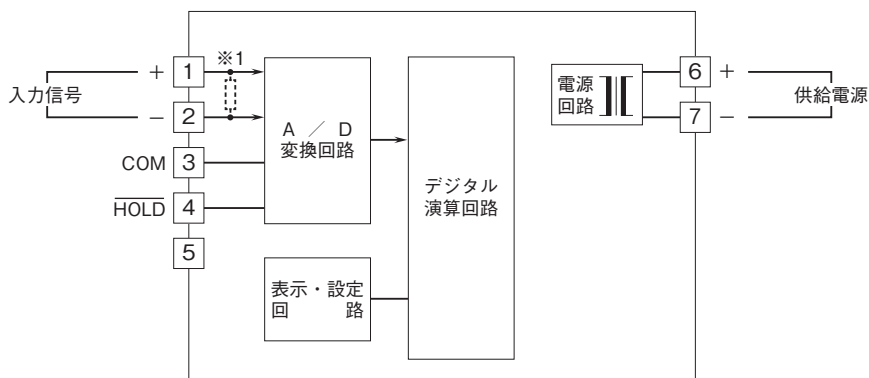 ※1
入力信号
+ 1
− 2
COM 3
HOLD 4
5
A ／ D
変換回路
デジタル
演算回路
表示・設定
回　　　路
電源
回路
6 +
7 −
供給電源